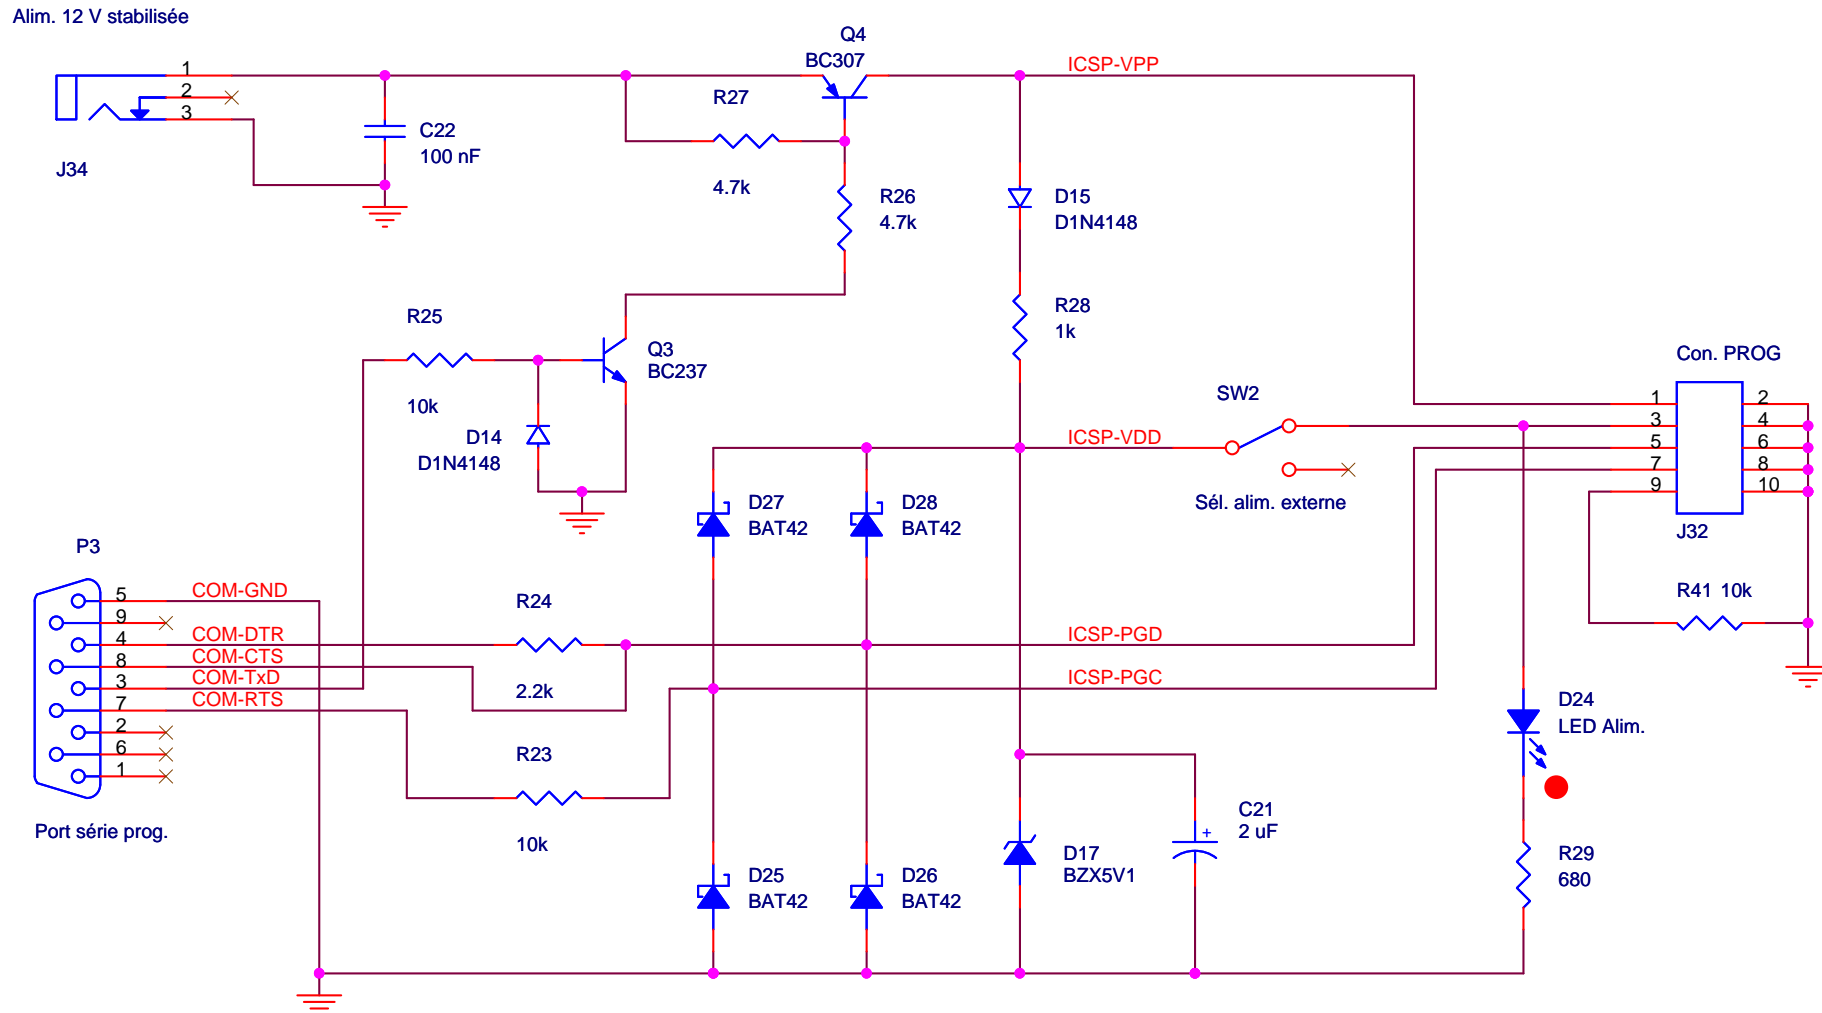 Alim. 12 V stabilisée
Q4
BC307
ICSP-VPP
1
2
3
J34
C22
100 nF
R27
4.7k
R26
4.7k
D15
D1N4148
R28
1k
R25
10k
Q3
BC237
D14
D1N4148
Con. PROG
SW2
ICSP-VDD
Sél. alim. externe
1
2
3
4
5
6
7
8
9
10
J32
R41 10k
D27
BAT42
D28
BAT42
P3
5
COM-GND
9
4
COM-DTR
8
COM-CTS
3
COM-TxD
7
COM-RTS
2
6
1
Port série prog.
R24
2.2k
ICSP-PGD
ICSP-PGC
R23
10k
D24
LED Alim.
C21
+
2 uF
D17
BZX5V1
R29
680
D25
BAT42
D26
BAT42